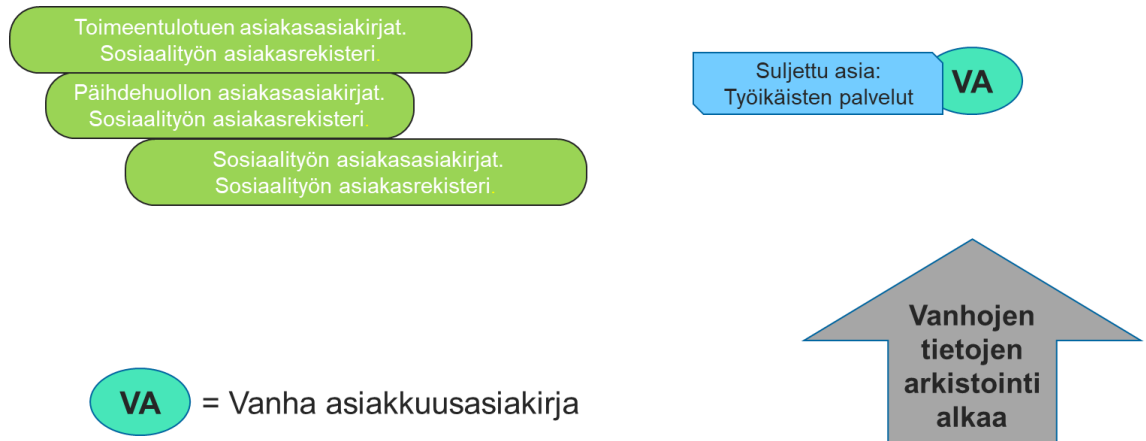 Toimeentulotuen asiakasasiakirjat.
Sosiaalityön asiakasrekisteri.
Päihdehuollon asiakasasiakirjat.
Sosiaalityön asiakasrekisteri.
Sosiaalityön asiakasasiakirjat.
Sosiaalityön asiakasrekisteri.
Suljettu asia:
Työikäisten palvelut
VA
Vanhojen
tietojen
arkistointi
alkaa
VA = Vanha asiakkuusasiakirja